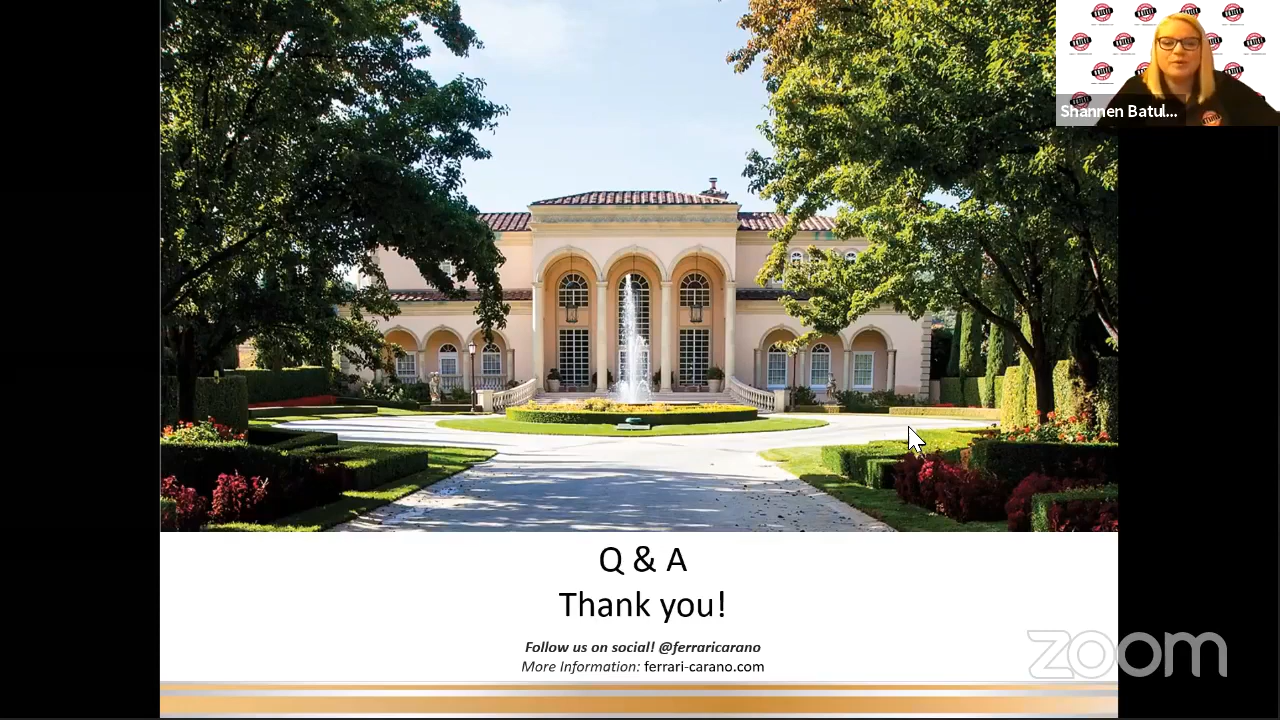 Shannen Batul...
Q & A
Thank you!
Follow us on social! @ferraricarano
More Information: ferrari-carano.com
zoom